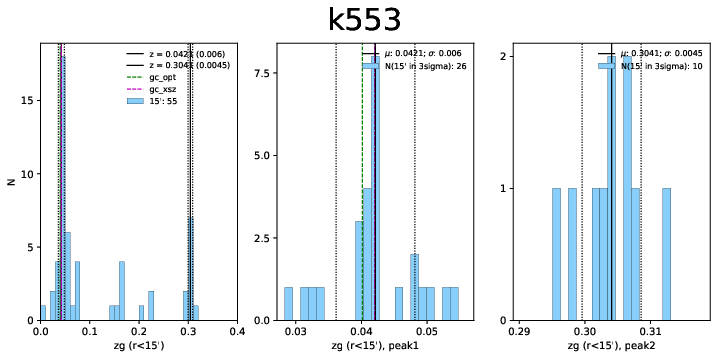 k553
z = 0.0421 (0.006)
z = 0.3041 (0.0045)
gc_opt
gc_xsz
15': 55
N
0
5
10
15
0.0 0.1 0.2 0.3 0.4
zg (r<15')
μ: 0.0421; σ: 0.006
N(15' in 3sigma): 26
0.0
2.5
5.0
7.5
0.03 0.04 0.05
zg (r<15'), peak1
μ: 0.3041; σ: 0.0045
N(15' in 3sigma): 10
0
1
2
0.29 0.30 0.31
zg (r<15'), peak2